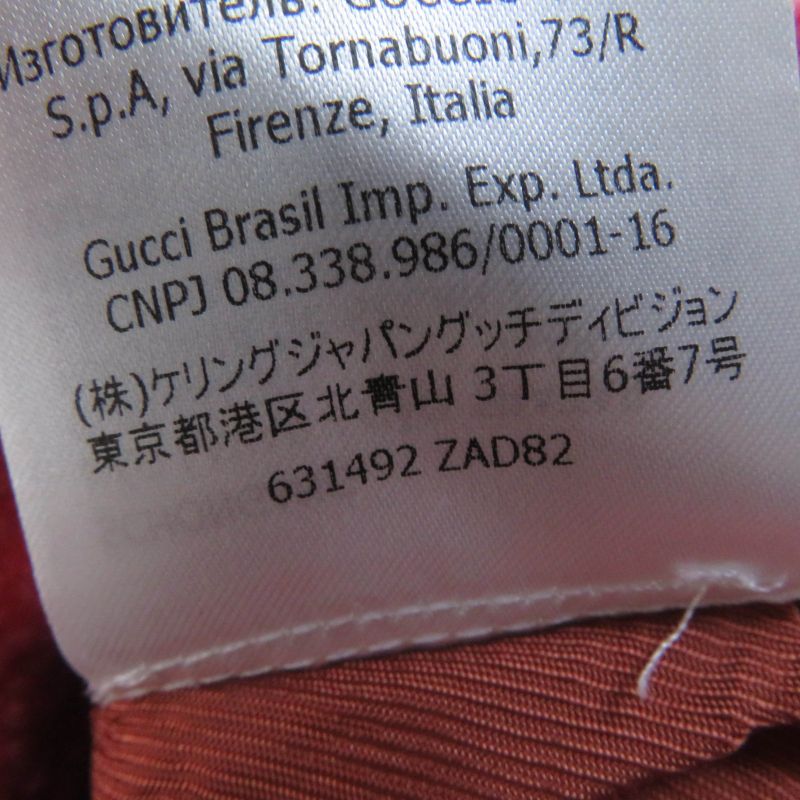 Изготовитель: Guccio
S.p.A, via Tornabuoni,73/R
Firenze, Italia
Gucci Brasil Imp. Exp. Ltda.
CNPJ 08.338.986/0001-16
(株)ケリングジャパングッチディビジョン
東京都港区北青山 3丁目6番7号
631492 ZAD82